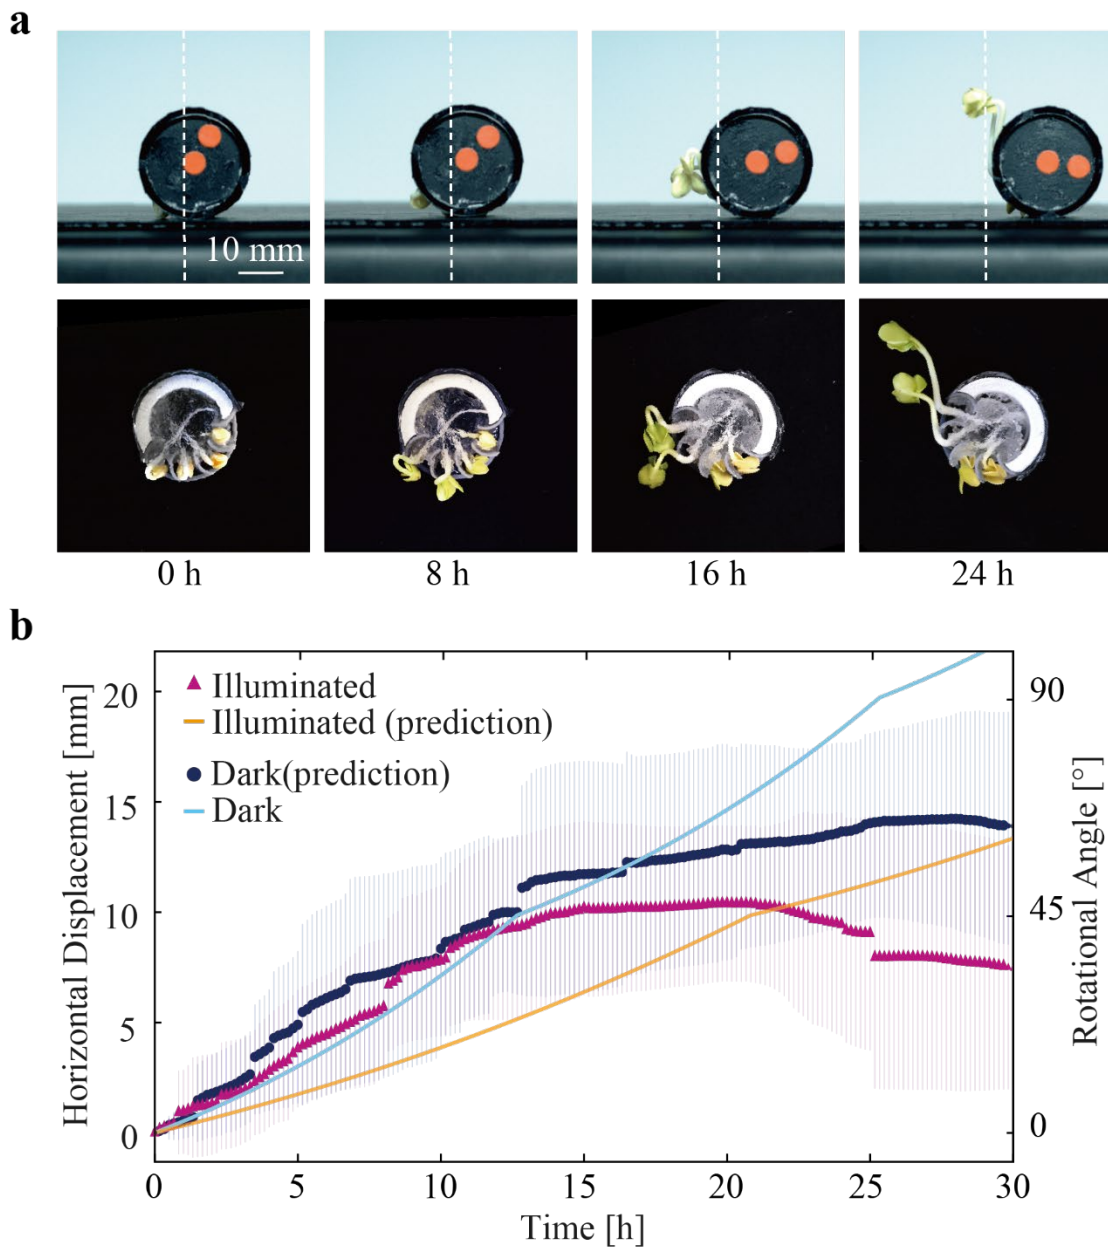 a
10 mm
0 h
8 h
16 h
24 h
b
Illuminated
Illuminated (prediction)
Dark(prediction)
Dark
Horizontal Displacement [mm]
20
15
10
5
0
Rotational Angle [°]
90
45
0
0
5
10
15
20
25
30
Time [h]